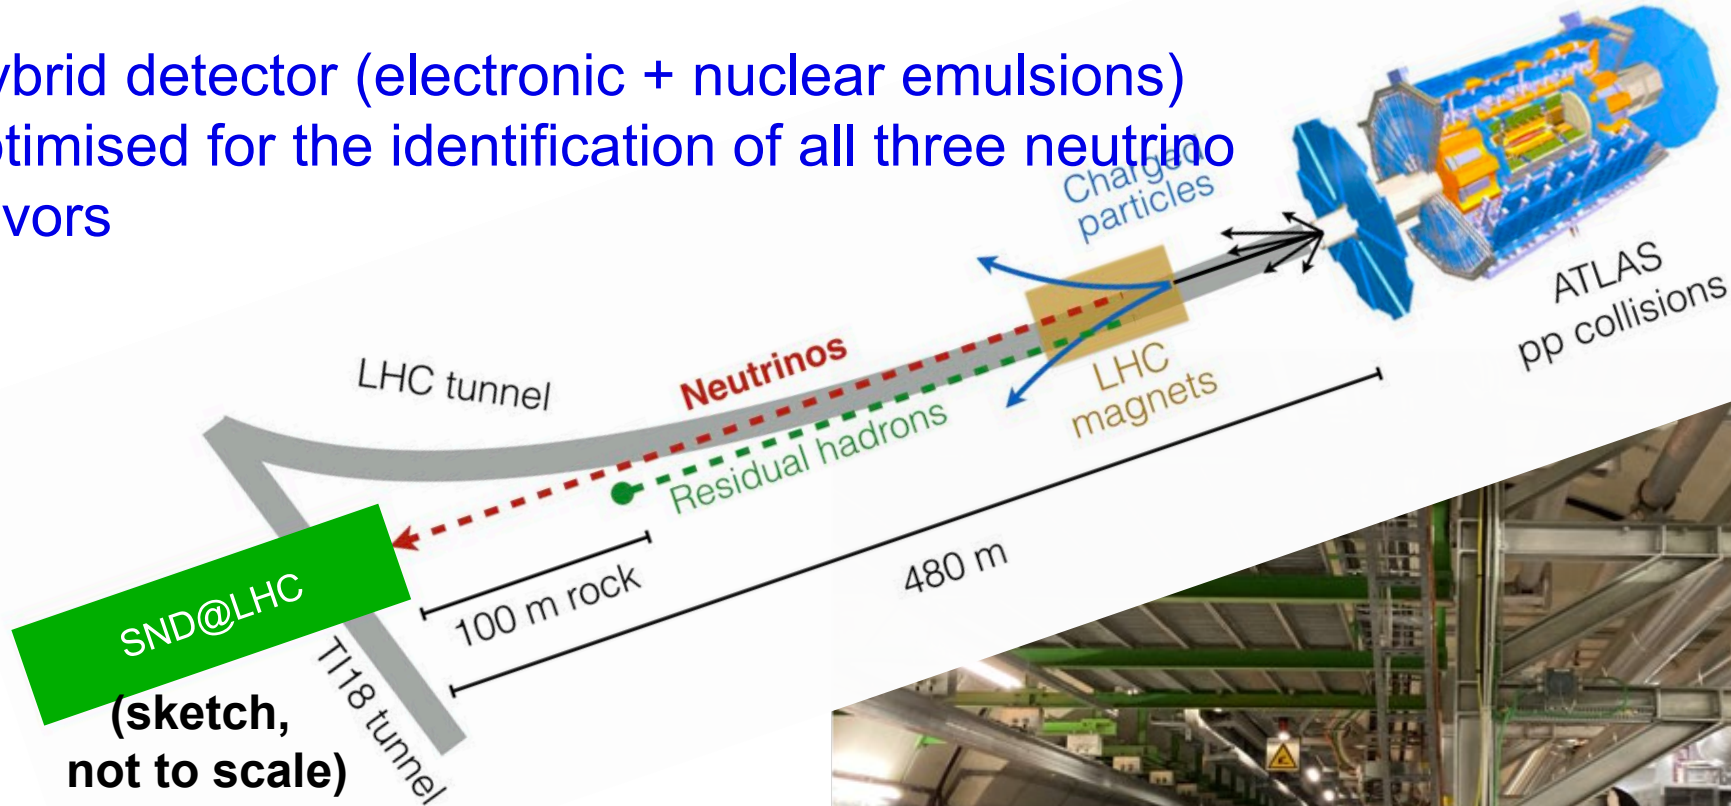 ybrid detector (electronic + nuclear emulsions)
timised for the identification of all three neutrino
vors
Charged
particles
ATLAS
pp collisions
LHC tunnel
Neutrinos
LHC
magnets
Residual hadrons
480 m
100 m rock
SND@LHC
TI18 tunnel
(sketch,
not to scale)